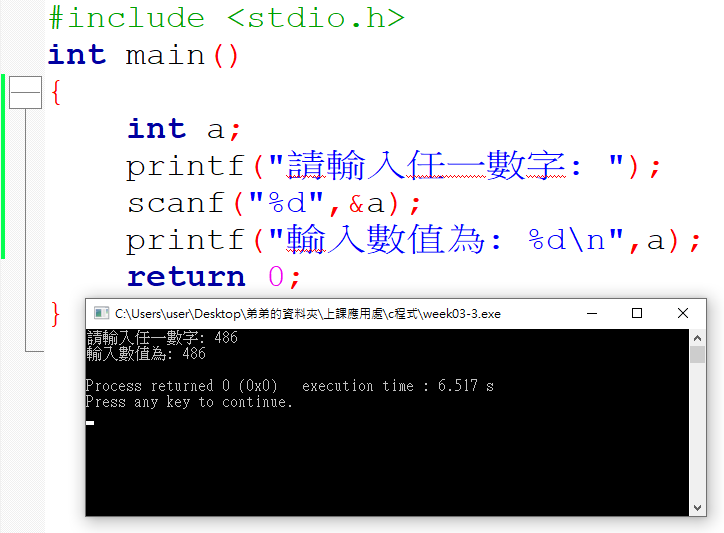 #include <stdio.h>
int main()
{
int a;
printf("請輸入任一數字: ");
scanf("%d",&a);
printf("輸入數值為: %d\n",a);
return 0;
}
C:\Users\user\Desktop\弟弟的資料夾\上課應用處\c程式\week03-3.exe
請輸入任一數字: 486
輸入數值為: 486
Process returned 0 (0x0)   execution time : 6.517 s
Press any key to continue.